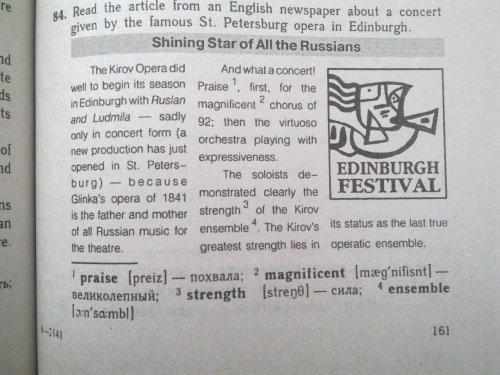 84. Read the article from an English newspaper about a concert
given by the famous St. Petersburg opera in Edinburgh.
Shining Star of All the Russians
The Kirov Opera did
well to begin its season
in Edinburgh with Ruslan
and Ludmila — sadly
only in concert form (a
new production has just
opened in St. Peters-
burg) — because
Glinka's opera of 1841
is the father and mother
of all Russian music for
the theatre.
And what a concert!
Praise 1, first, for the
magnificent 2 chorus of
92; then the virtuoso
orchestra playing with
expressiveness.
The soloists de-
monstrated clearly the
strength 3 of the Kirov
ensemble 4. The Kirov's
greatest strength lies in
EDINBURGH
FESTIVAL
its status as the last true
operatic ensemble.
1 praise [preiz] — похвала; 2 magnificent [mæg'nifisnt] —
великолепный; 3 strength [streŋθ] — сила; 4 ensemble
[ɔ:n'sɑ:mbl]
6—2141
161